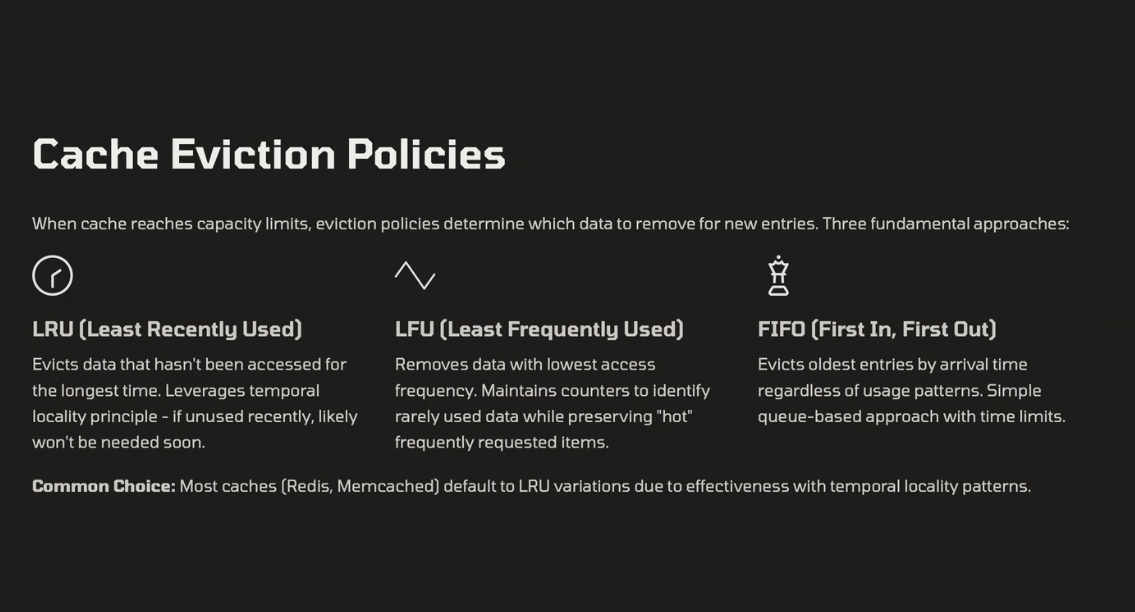 Cache Eviction Policies
When cache reaches capacity limits, eviction policies determine which data to remove for new entries. Three fundamental approaches:
LRU (Least Recently Used)
Evicts data that hasn't been accessed for
the longest time. Leverages temporal
locality principle - if unused recently, likely
won't be needed soon.
LFU (Least Frequently Used)
Removes data with lowest access
frequency. Maintains counters to identify
rarely used data while preserving "hot"
frequently requested items.
FIFO (First In, First Out)
Evicts oldest entries by arrival time
regardless of usage patterns. Simple
queue-based approach with time limits.
Common Choice: Most caches (Redis, Memcached) default to LRU variations due to effectiveness with temporal locality patterns.